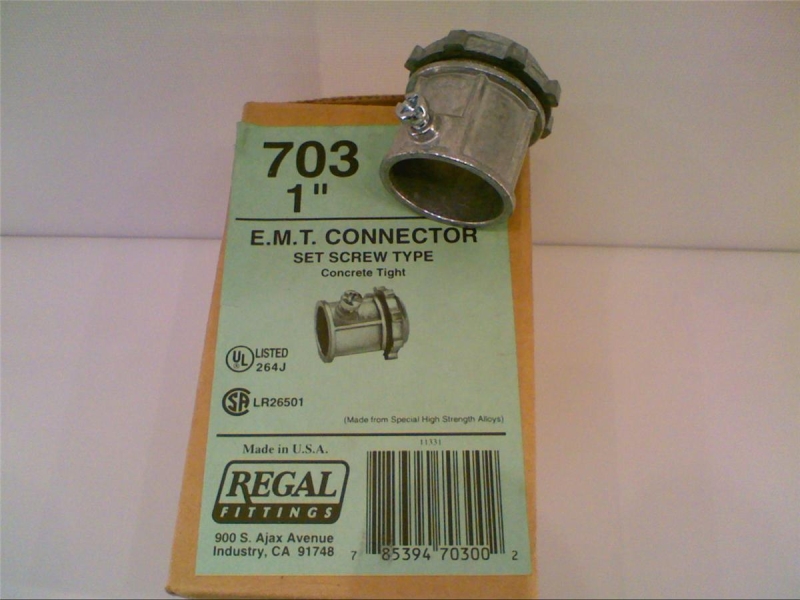 703
1"
E.M.T. CONNECTOR
SET SCREW TYPE
Concrete Tight
UL LISTED
264J
SA LR26501
(Made from Special High Strength Alloys)
Made in U.S.A.
11331
REGAL
FITTINGS
900 S. Ajax Avenue
Industry, CA 91748
7 85394 70300 2